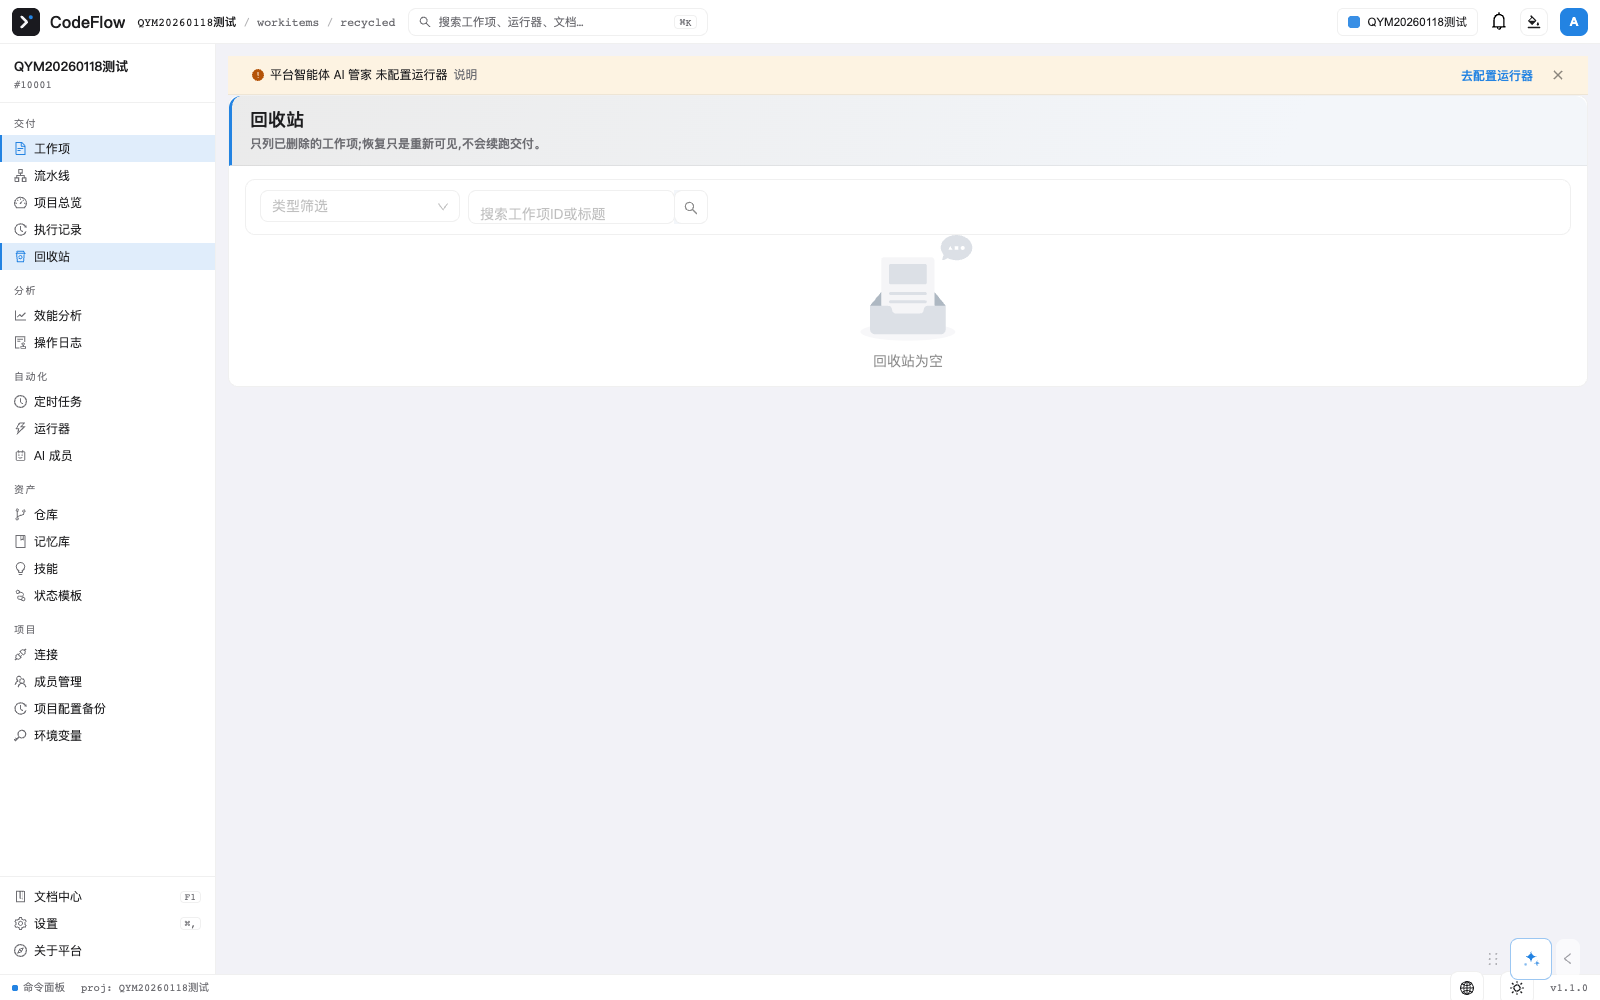 CodeFlow QYM20260118测试 / workitems / recycled 搜索工作项、运行器、文档... ⌘K QYM20260118测试 A
QYM20260118测试
#10001
交付
工作项
流水线
项目总览
执行记录
回收站
分析
效能分析
操作日志
自动化
定时任务
运行器
AI 成员
资产
仓库
记忆库
技能
状态模板
项目
连接
成员管理
项目配置备份
环境变量
文档中心 F1
设置 ⌘,
关于平台
平台智能体 AI 管家 未配置运行器 说明 去配置运行器
回收站
只列已删除的工作项;恢复只是重新可见,不会续跑交付。
类型筛选 搜索工作项ID或标题
回收站为空
命令面板 proj: QYM20260118测试 v1.1.0